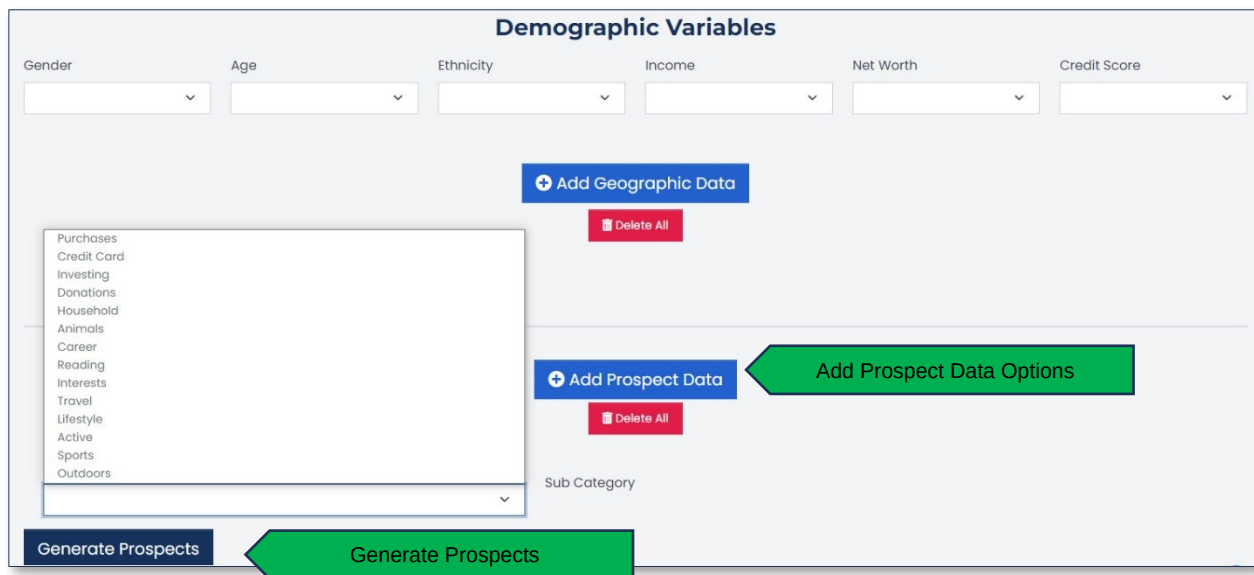 Demographic Variables
Gender Age Ethnicity Income Net Worth Credit Score
Add Geographic Data
Delete All
Purchases
Credit Card
Investing
Donations
Household
Animals
Career
Reading
Interests
Travel
Lifestyle
Active
Sports
Outdoors
Add Prospect Data
Add Prospect Data Options
Delete All
Sub Category
Generate Prospects
Generate Prospects